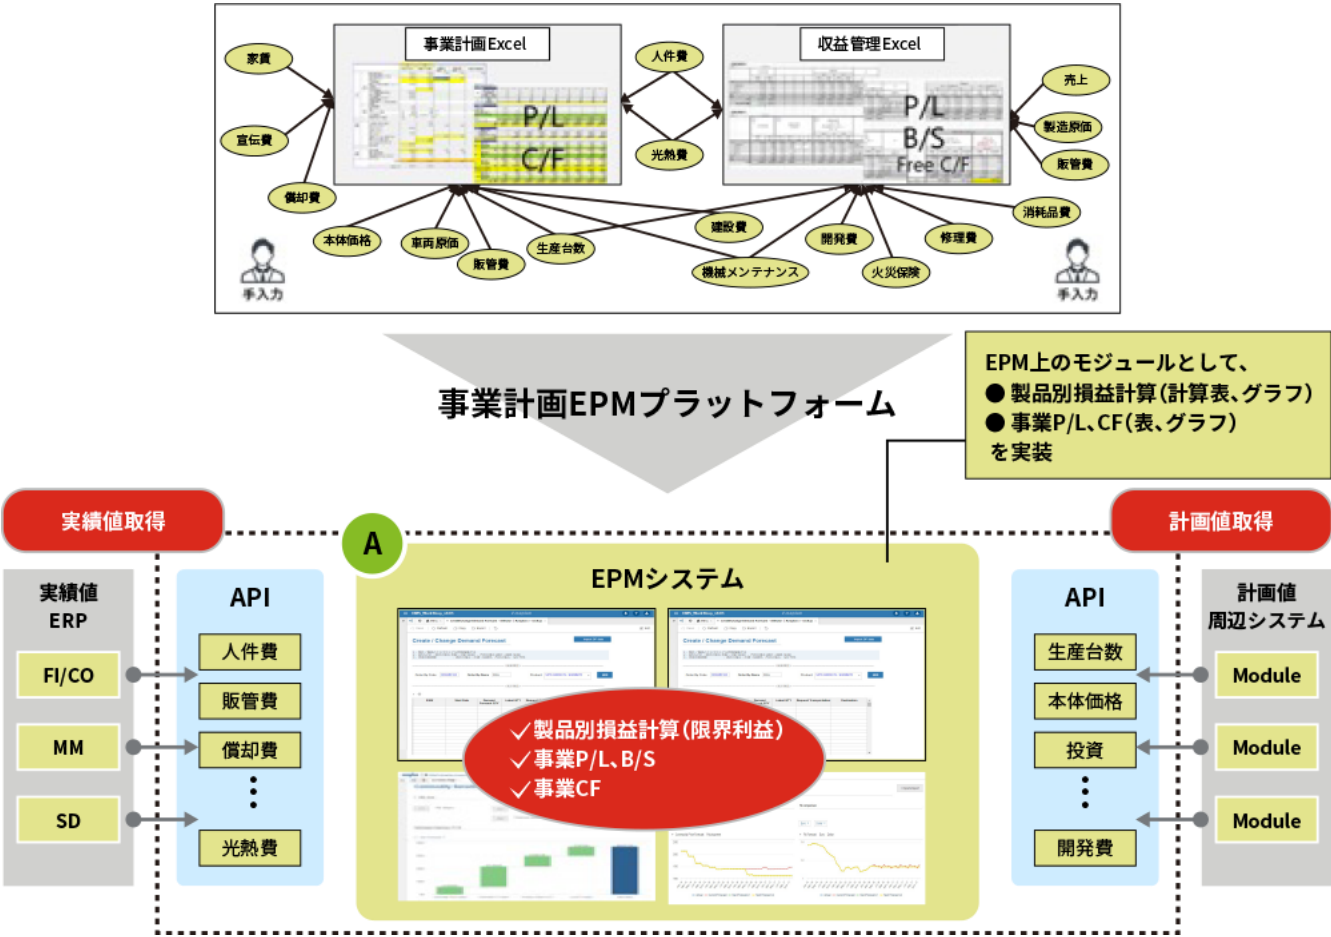 事業計画Excel
収益管理Excel
家賃
人件費
売上
P/L
C/F
P/L
B/S
Free C/F
宣伝費
光熱費
製造原価
販管費
償却費
本体価格
車両原価
販管費
生産台数
建設費
機械メンテナンス
開発費
火災保険
修理費
消耗品費
手入力
手入力
事業計画EPMプラットフォーム
EPM上のモジュールとして、
● 製品別損益計算(計算表、グラフ)
● 事業P/L、CF(表、グラフ)
を実装
実績値取得
計画値取得
A
EPMシステム
実績値
ERP
FI/CO
MM
SD
API
人件費
販管費
償却費
光熱費
Create / Change Demand Forecast
Create / Change Demand Forecast
✓製品別損益計算(限界利益)
✓事業P/L、B/S
✓事業CF
API
生産台数
本体価格
投資
開発費
計画値
周辺システム
Module
Module
Module